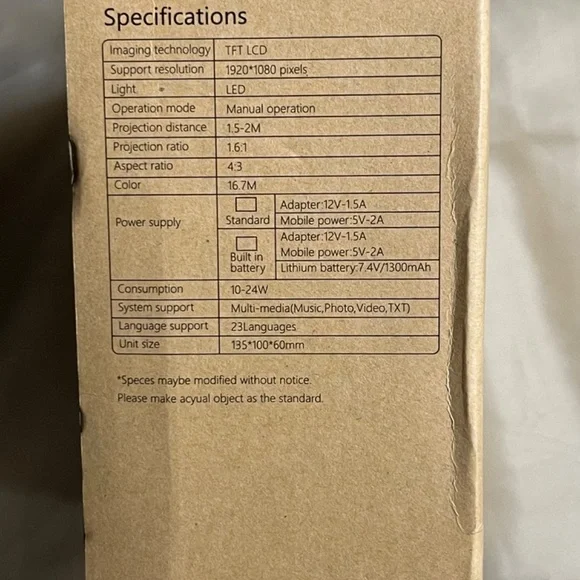 Specifications
Imaging technology TFT LCD
Support resolution 1920*1080 pixels
Light LED
Operation mode Manual operation
Projection distance 1.5-2M
Projection ratio 1.6:1
Aspect ratio 4:3
Color 16.7M
Power supply
Standard
Adapter:12V-1.5A
Mobile power:5V-2A
Built in
battery
Adapter:12V-1.5A
Mobile power:5V-2A
Lithium battery:7.4V/1300mAh
Consumption 10-24W
System support Multi-media(Music,Photo,Video,TXT)
Language support 23Languages
Unit size 135*100*60mm
*Speces maybe modified without notice.
Please make acyual object as the standard.